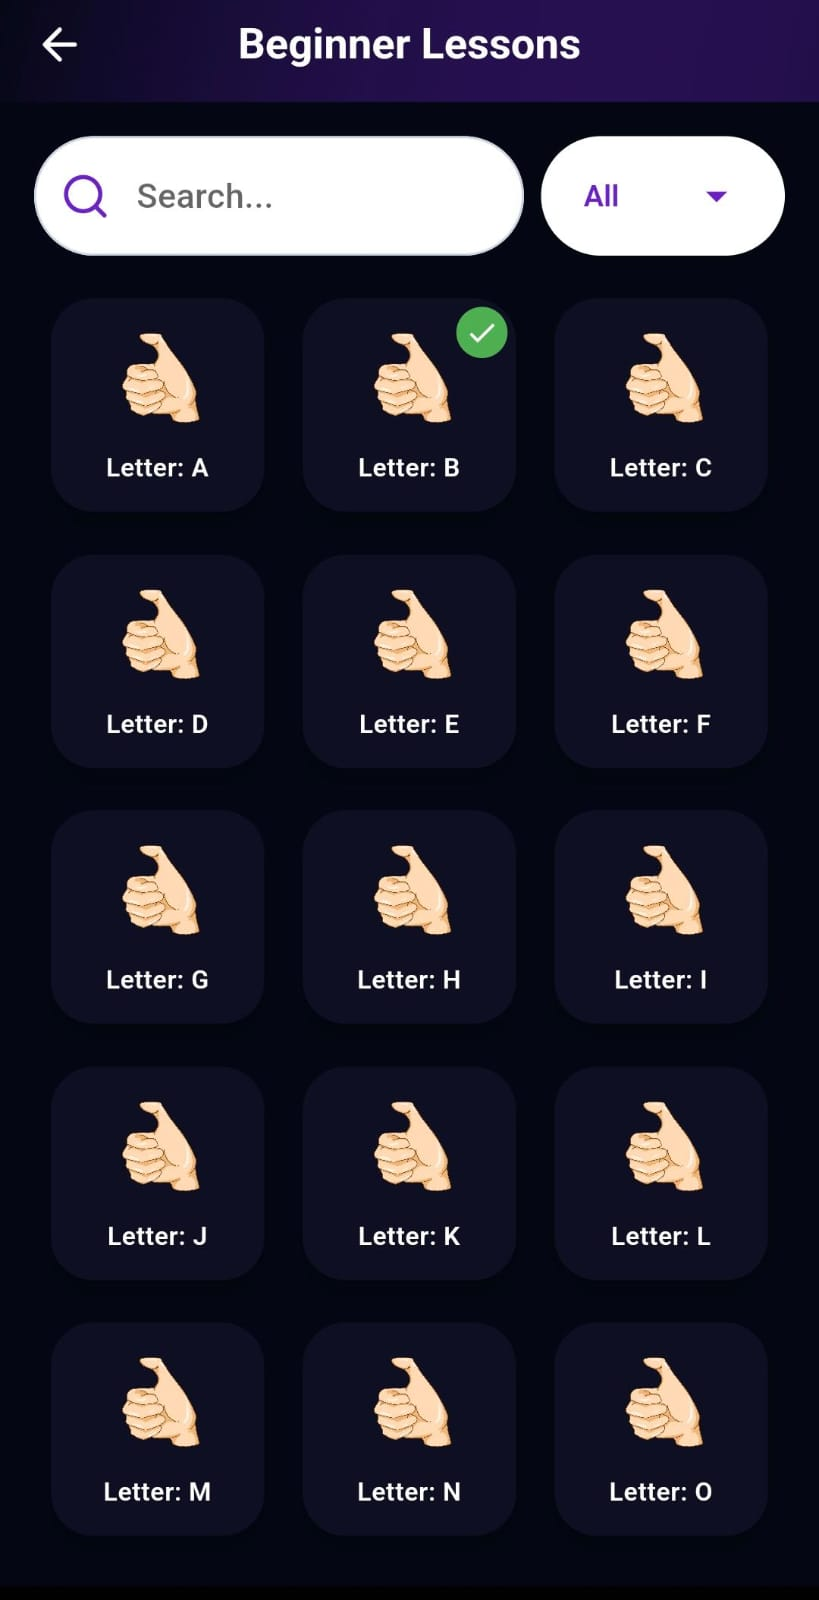 Beginner Lessons
Search...
All
Letter: A
Letter: B
Letter: C
Letter: D
Letter: E
Letter: F
Letter: G
Letter: H
Letter: I
Letter: J
Letter: K
Letter: L
Letter: M
Letter: N
Letter: O